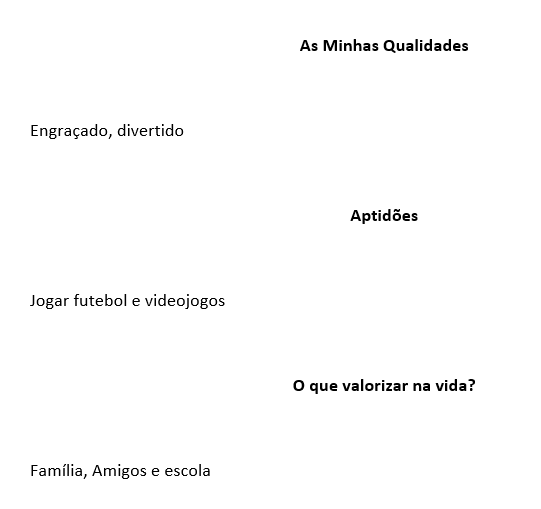 As Minhas Qualidades
Engraçado, divertido
Aptidões
Jogar futebol e videojogos
O que valorizar na vida?
Família, Amigos e escola